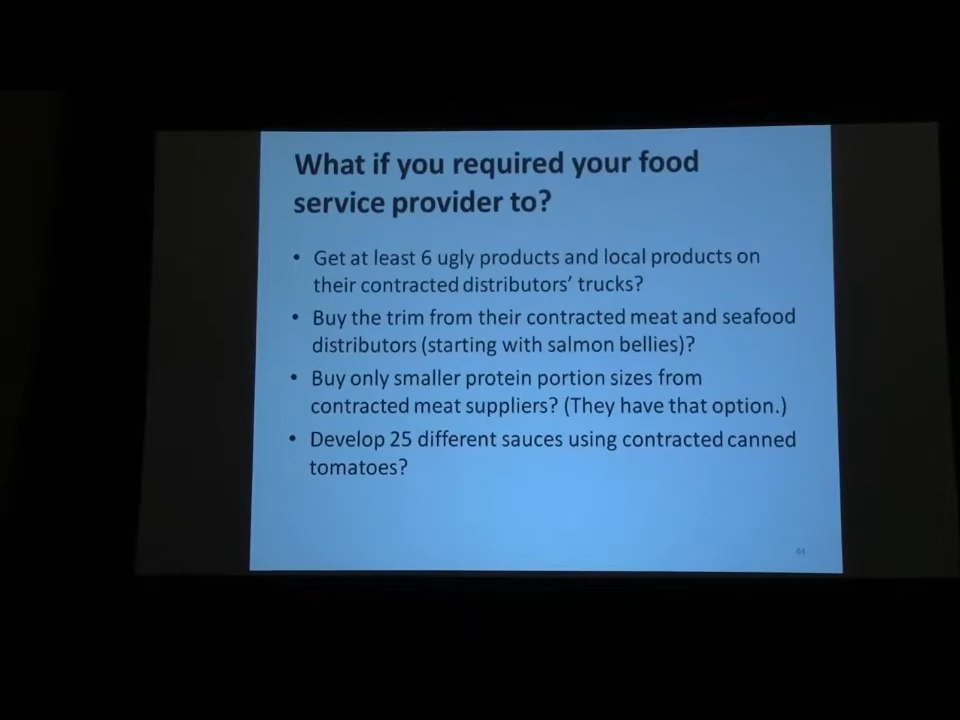 What if you required your food
service provider to?
• Get at least 6 ugly products and local products on
their contracted distributors’ trucks?
• Buy the trim from their contracted meat and seafood
distributors (starting with salmon bellies)?
• Buy only smaller protein portion sizes from
contracted meat suppliers? (They have that option.)
• Develop 25 different sauces using contracted canned
tomatoes?
44